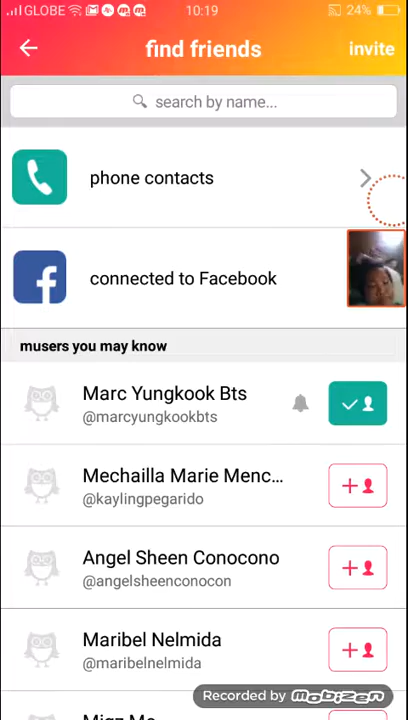 GLOBE 10:19 24%
find friends invite
search by name...
phone contacts
connected to Facebook
musers you may know
Marc Yungkook Bts
@marcyungkookbts
Mechailla Marie Menc...
@kaylingpegarido
Angel Sheen Conocono
@angelsheenconocon
Maribel Nelmida
@maribelnelmida
Recorded by mobizen